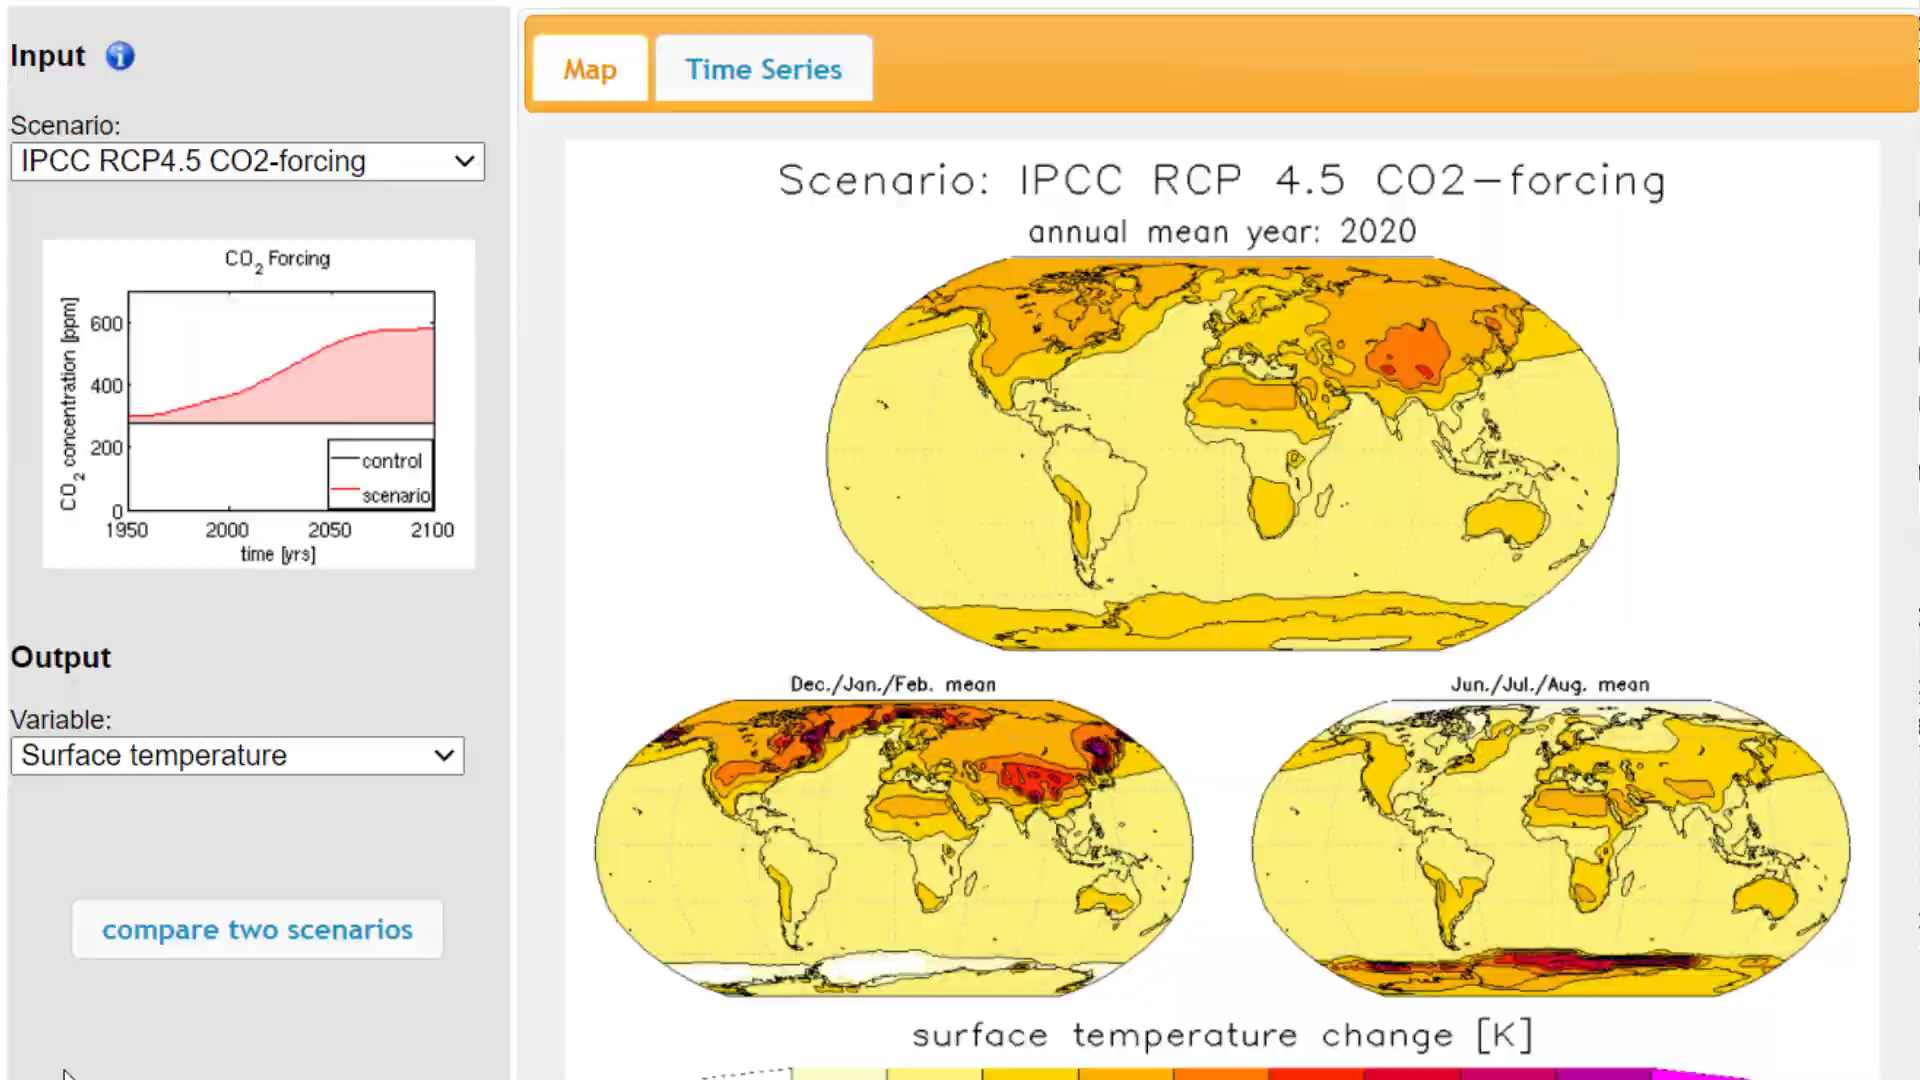 Input
Scenario:
IPCC RCP4.5 CO2-forcing
CO2 Forcing
CO2 concentration [ppm]
600
400
200
0
control
scenario
1950 2000 2050 2100
time [yrs]
Output
Variable:
Surface temperature
compare two scenarios
Map Time Series
Scenario: IPCC RCP 4.5 CO2-forcing
annual mean year: 2020
Dec./Jan./Feb. mean
Jun./Jul./Aug. mean
surface temperature change [K]